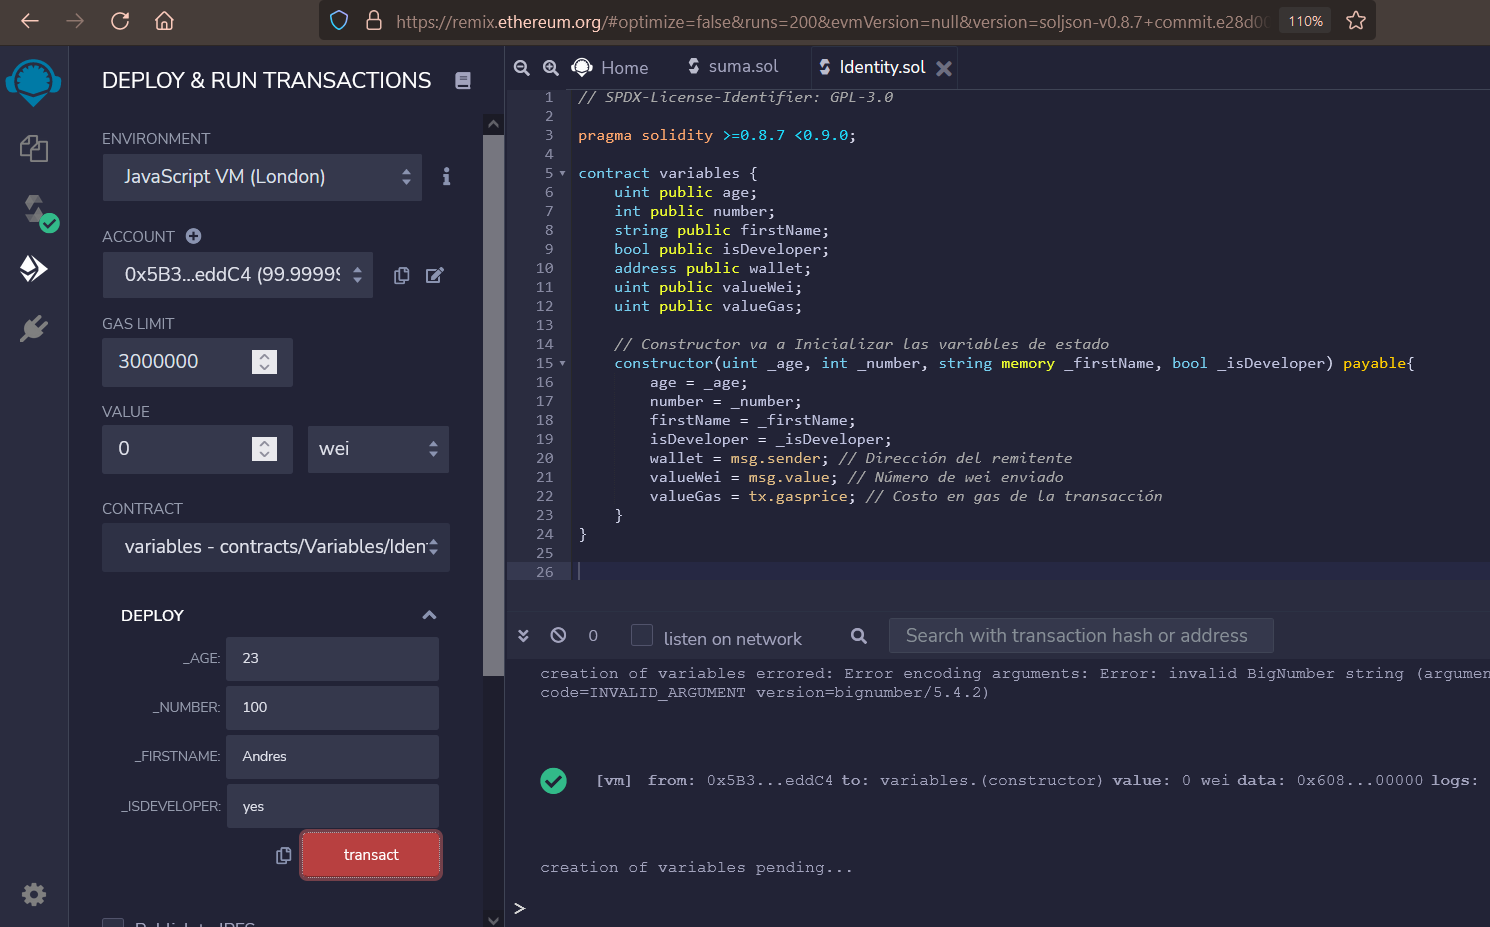 https://remix.ethereum.org/#optimize=false&runs=200&evmVersion=null&version=soljson-v0.8.7+commit.e28d00
110%
DEPLOY & RUN TRANSACTIONS
ENVIRONMENT
JavaScript VM (London)
ACCOUNT
0x5B3...eddC4 (99.99999
GAS LIMIT
3000000
VALUE
0 wei
CONTRACT
variables - contracts/Variables/Iden
DEPLOY
_AGE: 23
_NUMBER: 100
_FIRSTNAME: Andres
_ISDEVELOPER: yes
transact
Home suma.sol Identity.sol
1 // SPDX-License-Identifier: GPL-3.0
2
3 pragma solidity >=0.8.7 <0.9.0;
4
5 contract variables {
6 uint public age;
7 int public number;
8 string public firstName;
9 bool public isDeveloper;
10 address public wallet;
11 uint public valueWei;
12 uint public valueGas;
13
14 // Constructor va a Inicializar las variables de estado
15 constructor(uint _age, int _number, string memory _firstName, bool _isDeveloper) payable{
16 age = _age;
17 number = _number;
18 firstName = _firstName;
19 isDeveloper = _isDeveloper;
20 wallet = msg.sender; // Dirección del remitente
21 valueWei = msg.value; // Número de wei enviado
22 valueGas = tx.gasprice; // Costo en gas de la transacción
23 }
24 }
25
26
0 listen on network Search with transaction hash or address
creation of variables errored: Error encoding arguments: Error: invalid BigNumber string (argumen
code=INVALID_ARGUMENT version=bignumber/5.4.2)
[vm] from: 0x5B3...eddC4 to: variables.(constructor) value: 0 wei data: 0x608...00000 logs:
creation of variables pending...
>